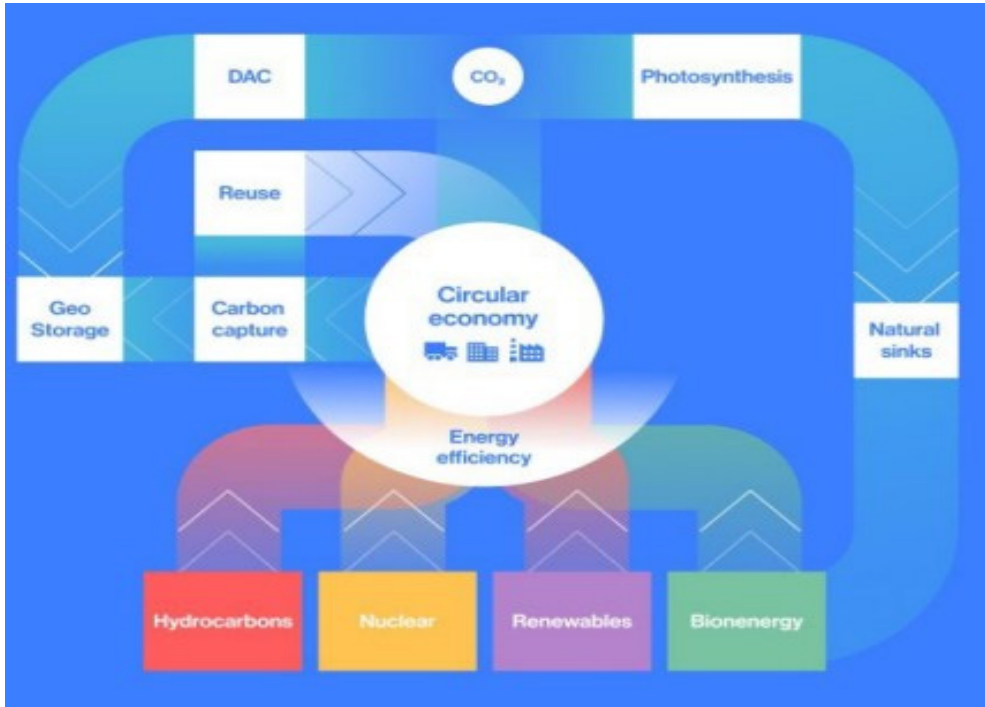 DAC
CO₂
Photosynthesis
Reuse
Geo
Storage
Carbon
capture
Circular
economy
Natural
sinks
Energy
efficiency
Hydrocarbons
Nuclear
Renewables
Bionenergy